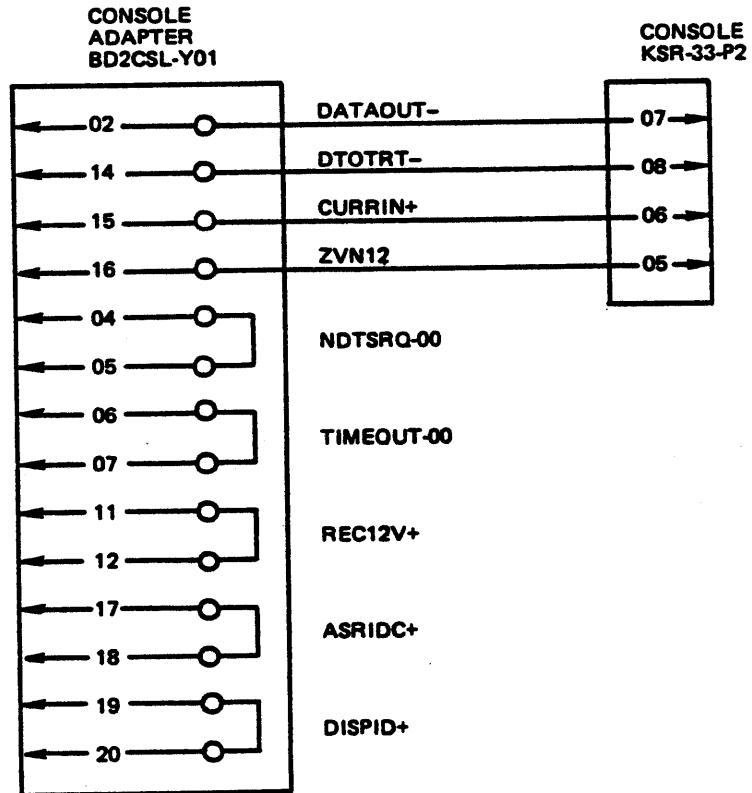 CONSOLE
ADAPTER
BD2CSL-Y01
CONSOLE
KSR-33-P2
02 DATAOUT- 07
14 DTOTRT- 08
15 CURRIN+ 06
16 ZVN12 05
04
NDTSRQ-00
05
06
TIMEOUT-00
07
11
REC12V+
12
17
ASRIDC+
18
19
DISPID+
20